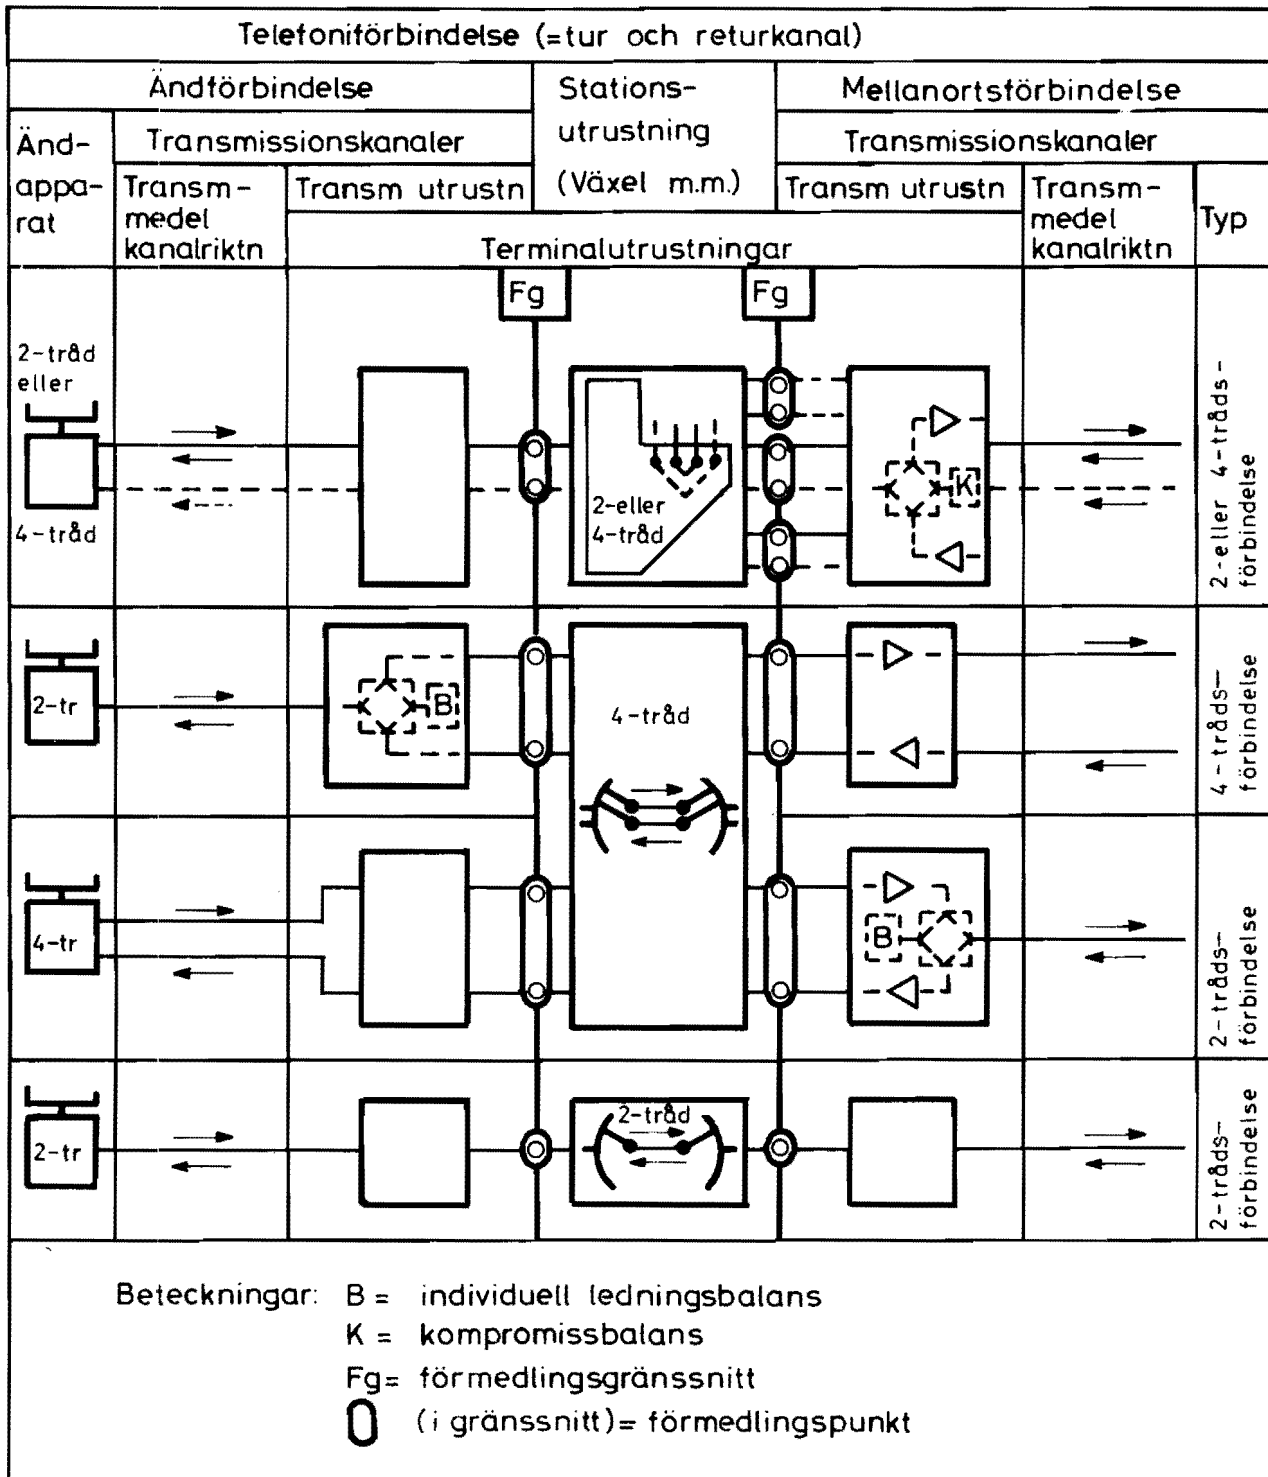 Telefoniförbindelse (=tur och returkanal)
Ändförbindelse
Stations-
utrustning
(Växel m.m.)
Mellanortsförbindelse
Änd-
appa-
rat
Transmissionskanaler
Transmissionskanaler
Transm-
medel
kanalriktn
Transm utrustn
Transm utrustn
Transm-
medel
kanalriktn
Typ
Terminalutrustningar
Fg
Fg
2-tråd
eller
4-tråd
2-eller
4-tråd
K
2-eller 4-tråds-
förbindelse
2-tr
B
4-tråd
4-tråds-
förbindelse
4-tr
B
2-tråds-
förbindelse
2-tr
2-tråd
2-tråds-
förbindelse
Beteckningar: B = individuell ledningsbalans
K = kompromissbalans
Fg= förmedlingsgränssnitt
(i gränssnitt)= förmedlingspunkt